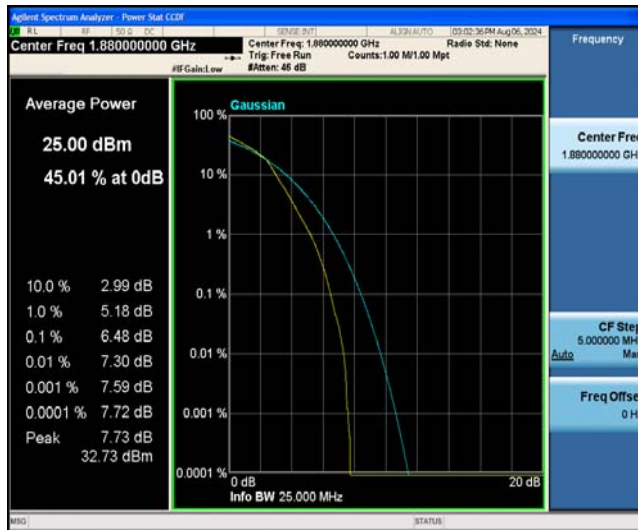 Agilent Spectrum Analyzer - Power Stat CCDF
RL RF 50 Ω DC SENSE:INT ALIGN AUTO 03:02:36 PM Aug 06, 2024
Center Freq 1.880000000 GHz
Center Freq: 1.880000000 GHz Radio Std: None
Trig: Free Run Counts:1.00 M/1.00 Mpt
#IFGain:Low #Atten: 46 dB
Frequency
Average Power
25.00 dBm
45.01 % at 0dB
10.0 % 2.99 dB
1.0 % 5.18 dB
0.1 % 6.48 dB
0.01 % 7.30 dB
0.001 % 7.59 dB
0.0001 % 7.72 dB
Peak 7.73 dB
32.73 dBm
Gaussian
100 %
10 %
1 %
0.1 %
0.01 %
0.001 %
0.0001 %
0 dB 20 dB
Info BW 25.000 MHz
Center Fre
1.880000000 GH
CF Step
5.000000 MH
Auto Ma
Freq Offse
0 H
MSG STATUS